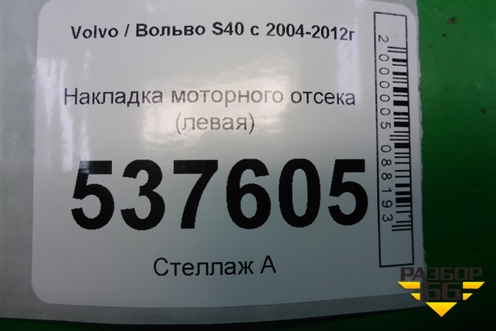 Volvo / Вольво S40 с 2004-2012г
Накладка моторного отсека
(левая)
537605
Стеллаж А
2000005088193
РАЗБОР
66